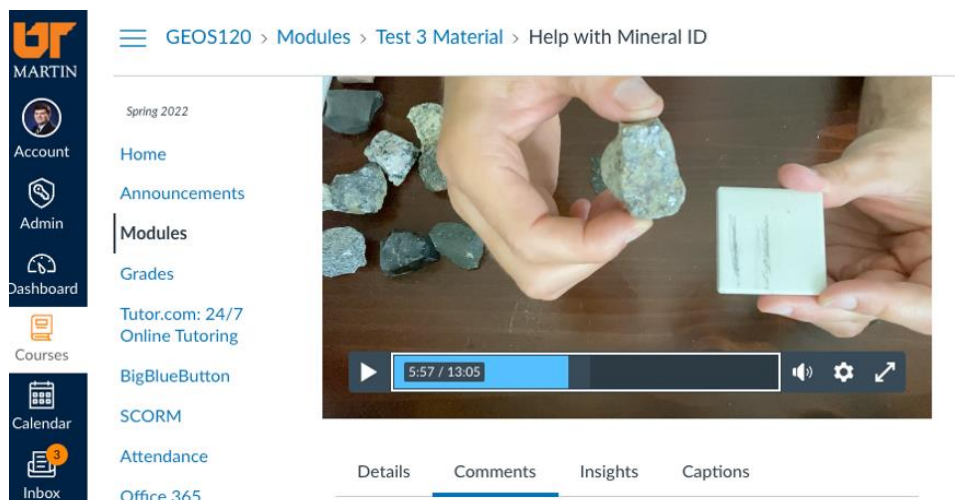 UT
MARTIN
GEOS120 > Modules > Test 3 Material > Help with Mineral ID
Account
Admin
Dashboard
Courses
Calendar
3
Inbox
Spring 2022
Home
Announcements
Modules
Grades
Tutor.com: 24/7
Online Tutoring
BigBlueButton
SCORM
Attendance
Office 365
5:57 / 13:05
Details Comments Insights Captions